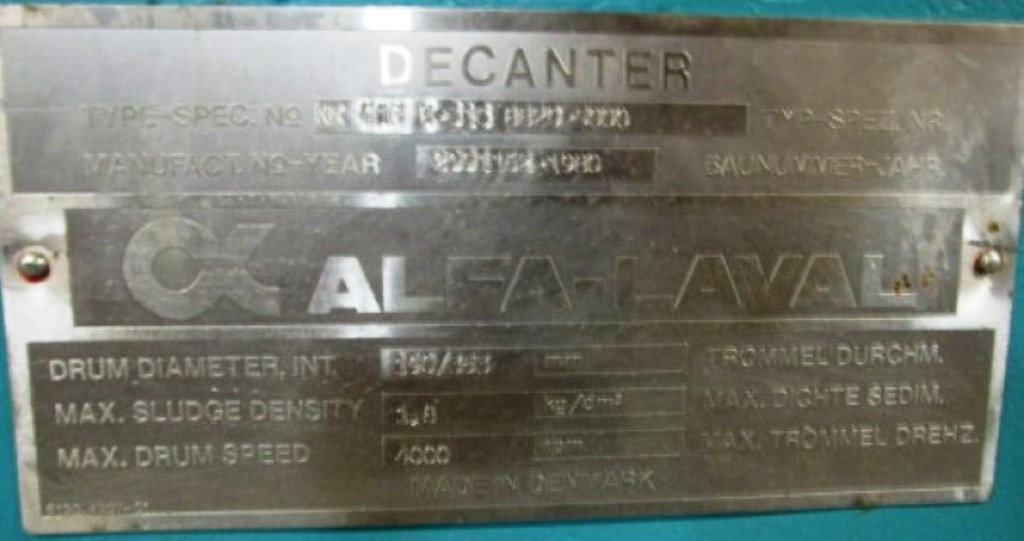 DECANTER
TYPE-SPEC. No TYP-SPEZ. NR.
MANUFACT. No-YEAR BAUNUMMER-JAHR
ALFA-LAVAL
DRUM DIAMETER, INT. mm TROMMEL DURCHM.
MAX. SLUDGE DENSITY kg/dm³ MAX. DICHTE SEDIM.
MAX. DRUM SPEED 4000 rpm MAX. TROMMEL DREHZ.
MADE IN DENMARK